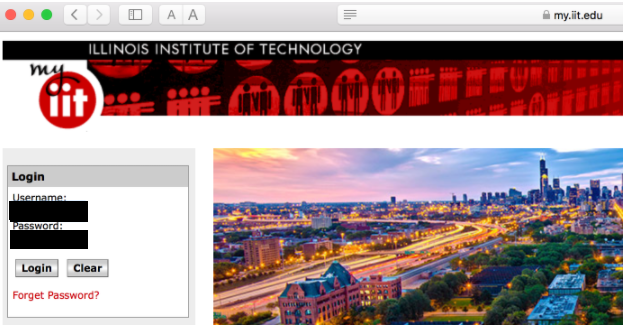 A A
my.iit.edu
ILLINOIS INSTITUTE OF TECHNOLOGY
my
iit
Login
Username:
Password:
Login Clear
Forget Password?